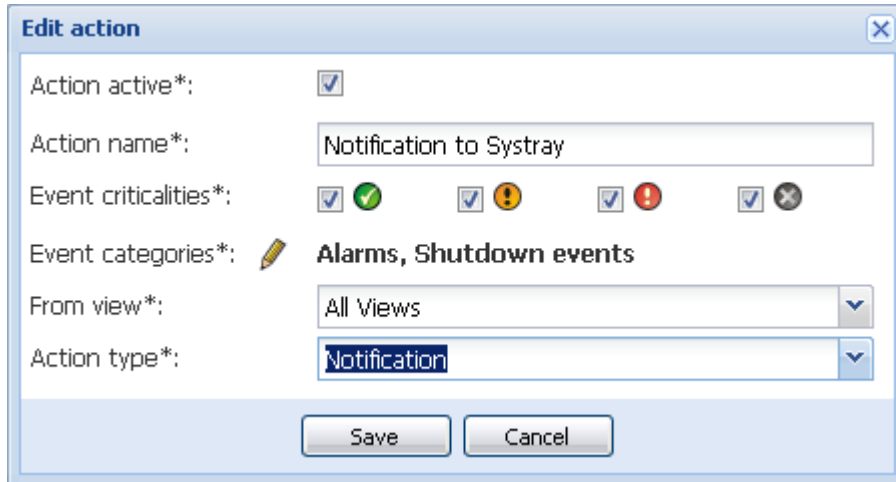 Edit action
Action active*:
Action name*: Notification to Systray
Event criticalities*:
Event categories*: Alarms, Shutdown events
From view*: All Views
Action type*: Notification
Save Cancel